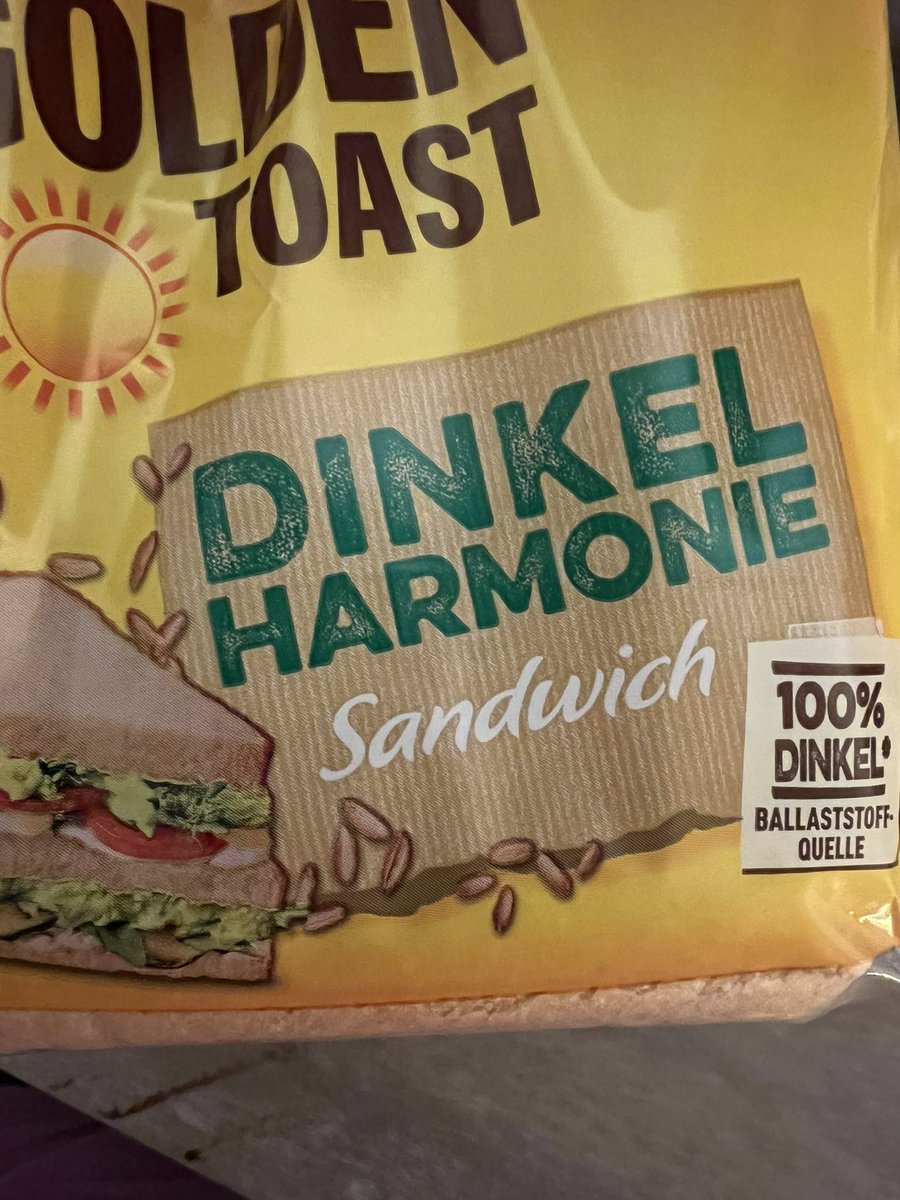 GOLDEN
TOAST
DINKEL
HARMONIE
Sandwich
100%
DINKEL*
BALLASTSTOFF-
QUELLE